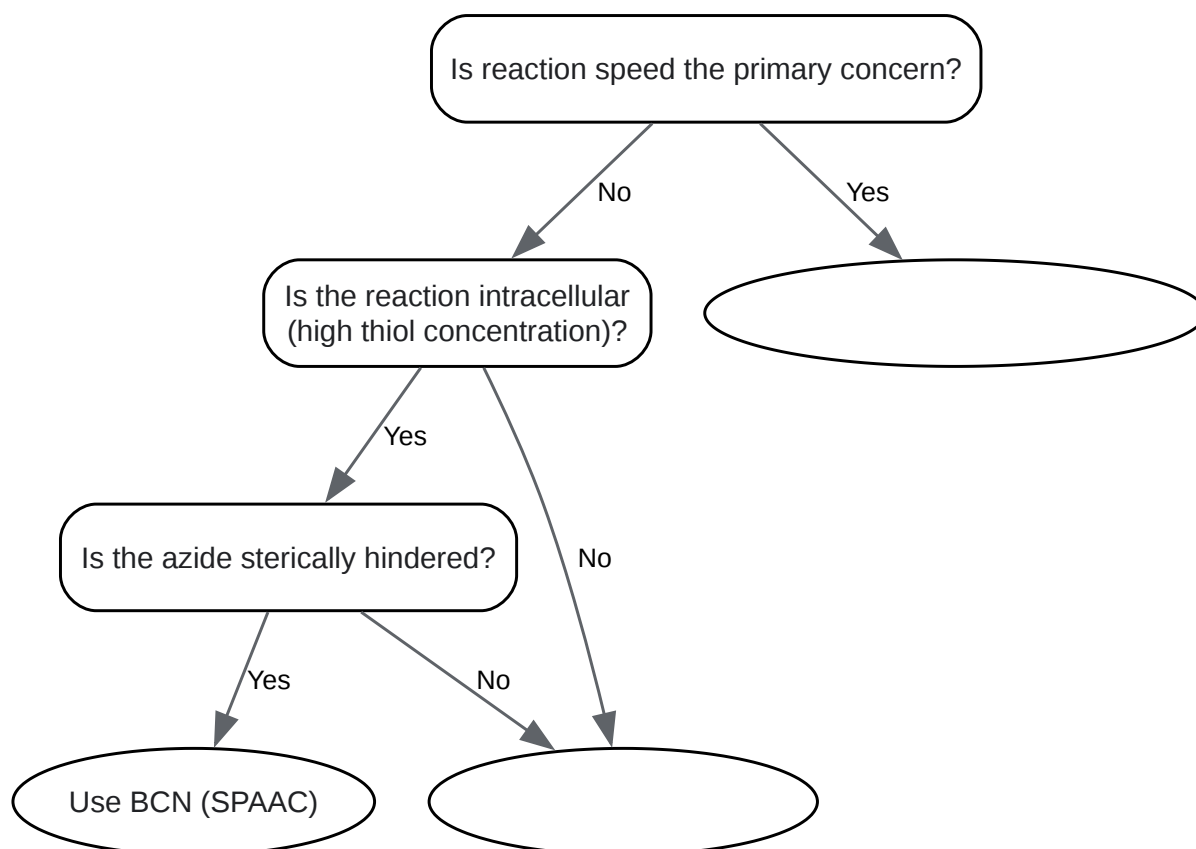 Is reaction speed the primary concern?
No
Yes
Is the reaction intracellular
(high thiol concentration)?
Yes
Is the azide sterically hindered?
No
Yes
No
Use BCN (SPAAC)